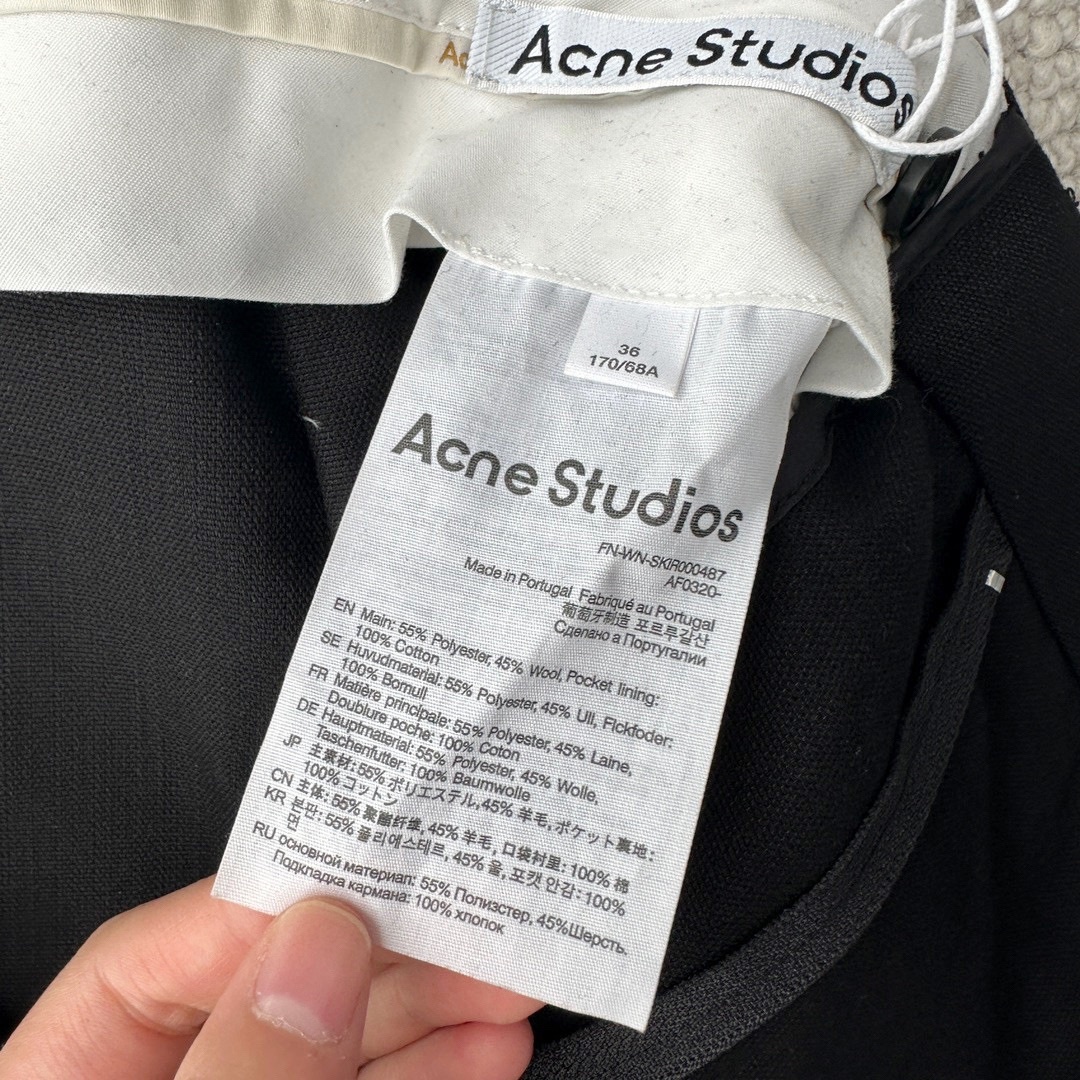 Acne Studios
36
170/68A
Acne Studios
FN-WN-SKIR000487
AF0320-
Made in Portugal Fabriqué au Portugal
葡萄牙制造 포르투갈산
Сделано в Португалии
EN Main: 55% Polyester, 45% Wool, Pocket lining:
100% Cotton
SE Huvudmaterial: 55% Polyester, 45% Ull, Fickfoder:
100% Bomull
FR Matière principale: 55% Polyester, 45% Laine,
Doublure poche: 100% Coton
DE Hauptmaterial: 55% Polyester, 45% Wolle,
Taschenfutter: 100% Baumwolle
JP 主素材: 55% ポリエステル, 45% 羊毛, ポケット裏地:
100% コットン
CN 主体: 55% 聚酯纤维, 45% 羊毛, 口袋衬里: 100% 棉
KR 본판: 55% 폴리에스테르, 45% 울, 포캣 안감: 100%
면
RU основной материал: 55% Полиэстер, 45%Шерсть.
Подкладка кармана: 100% хлопок